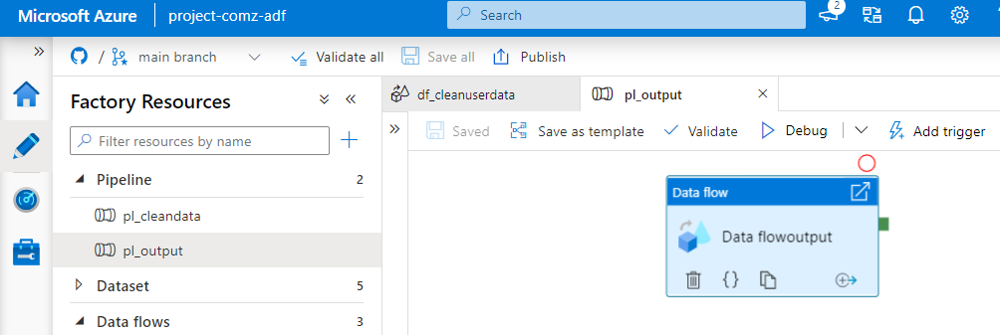 Microsoft Azure project-comz-adf Search 2
/ main branch Validate all Save all Publish
Factory Resources
Filter resources by name
Pipeline 2
pl_cleandata
pl_output
Dataset 5
Data flows 3
df_cleanuserdata pl_output
Saved Save as template Validate Debug Add trigger
Data flow
Data flowoutput
{}